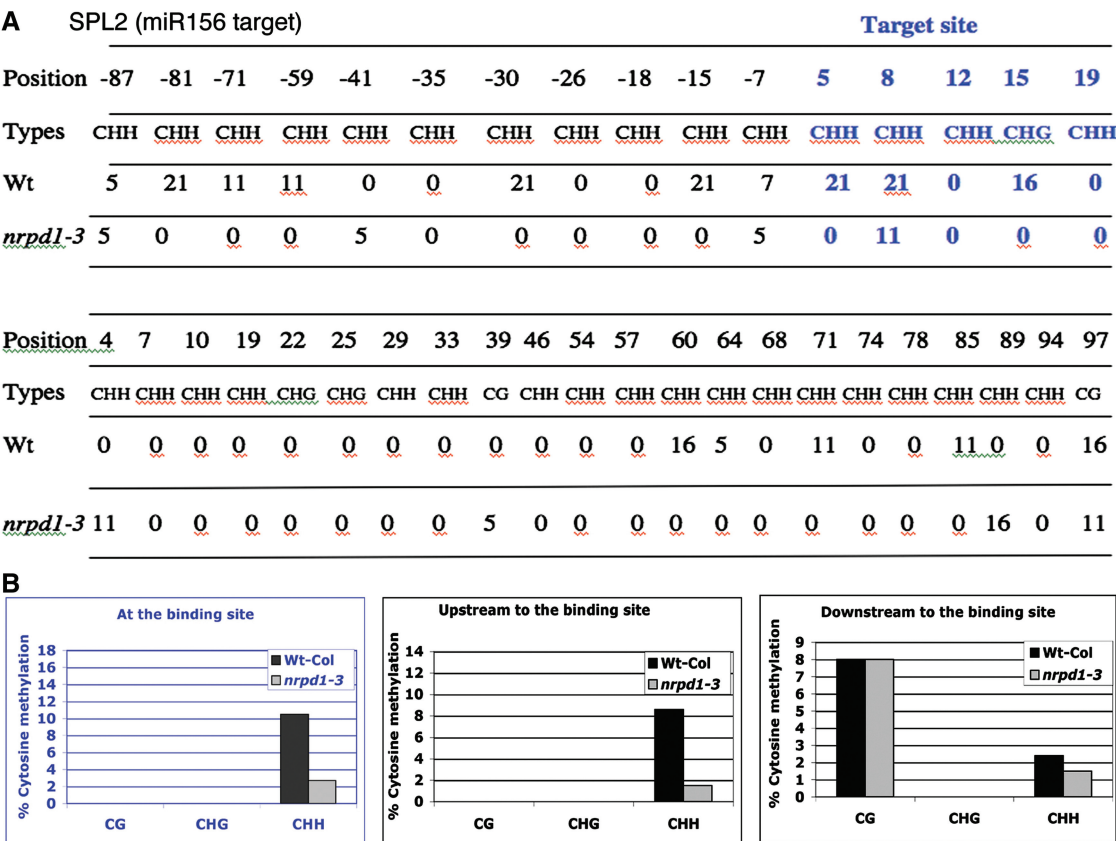 A SPL2 (miR156 target) Target site
Position -87 -81 -71 -59 -41 -35 -30 -26 -18 -15 -7 5 8 12 15 19
Types CHH CHH CHH CHH CHH CHH CHH CHH CHH CHH CHH CHH CHH CHH CHG CHH
Wt 5 21 11 11 0 0 21 0 0 21 7 21 21 0 16 0
nrpd1-3 5 0 0 0 5 0 0 0 0 0 5 0 11 0 0 0
Position 4 7 10 19 22 25 29 33 39 46 54 57 60 64 68 71 74 78 85 89 94 97
Types CHH CHH CHH CHH CHG CHG CHH CHH CG CHH CHH CHH CHH CHH CHH CHH CHH CHH CHH CHH CHH CG
Wt 0 0 0 0 0 0 0 0 0 0 0 0 16 5 0 11 0 0 11 0 0 16
nrpd1-3 11 0 0 0 0 0 0 0 5 0 0 0 0 0 0 0 0 0 0 16 0 11
B
At the binding site
% Cytosine methylation
18
16
14
12
10
8
6
4
2
0
Wt-Col
nrpd1-3
CG CHG CHH
Upstream to the binding site
% Cytosine methylation
14
12
10
8
6
4
2
0
Wt-Col
nrpd1-3
CG CHG CHH
Downstream to the binding site
% Cytosine methylation
9
8
7
6
5
4
3
2
1
0
Wt-Col
nrpd1-3
CG CHG CHH